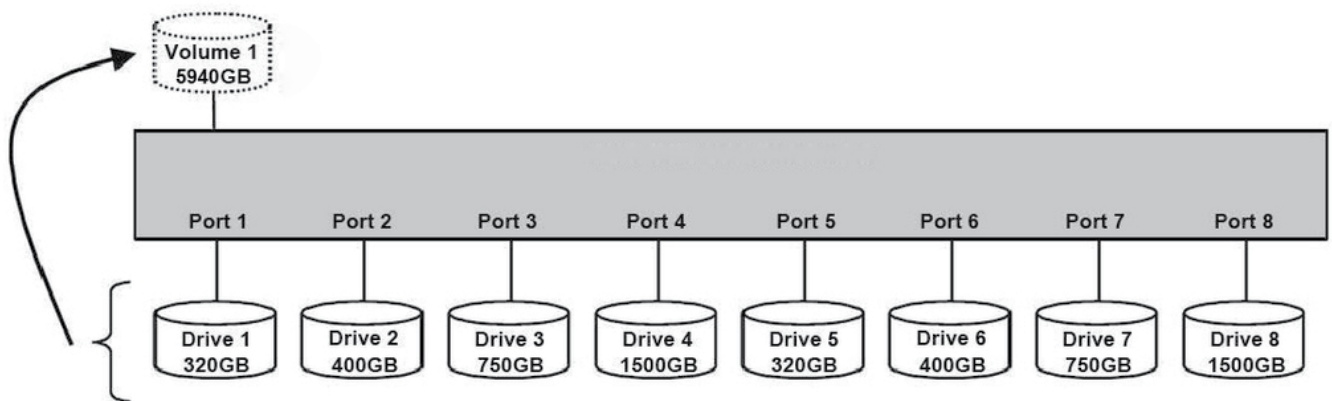 Volume 1
5940GB
Port 1 Port 2 Port 3 Port 4 Port 5 Port 6 Port 7 Port 8
Drive 1 Drive 2 Drive 3 Drive 4 Drive 5 Drive 6 Drive 7 Drive 8
320GB 400GB 750GB 1500GB 320GB 400GB 750GB 1500GB